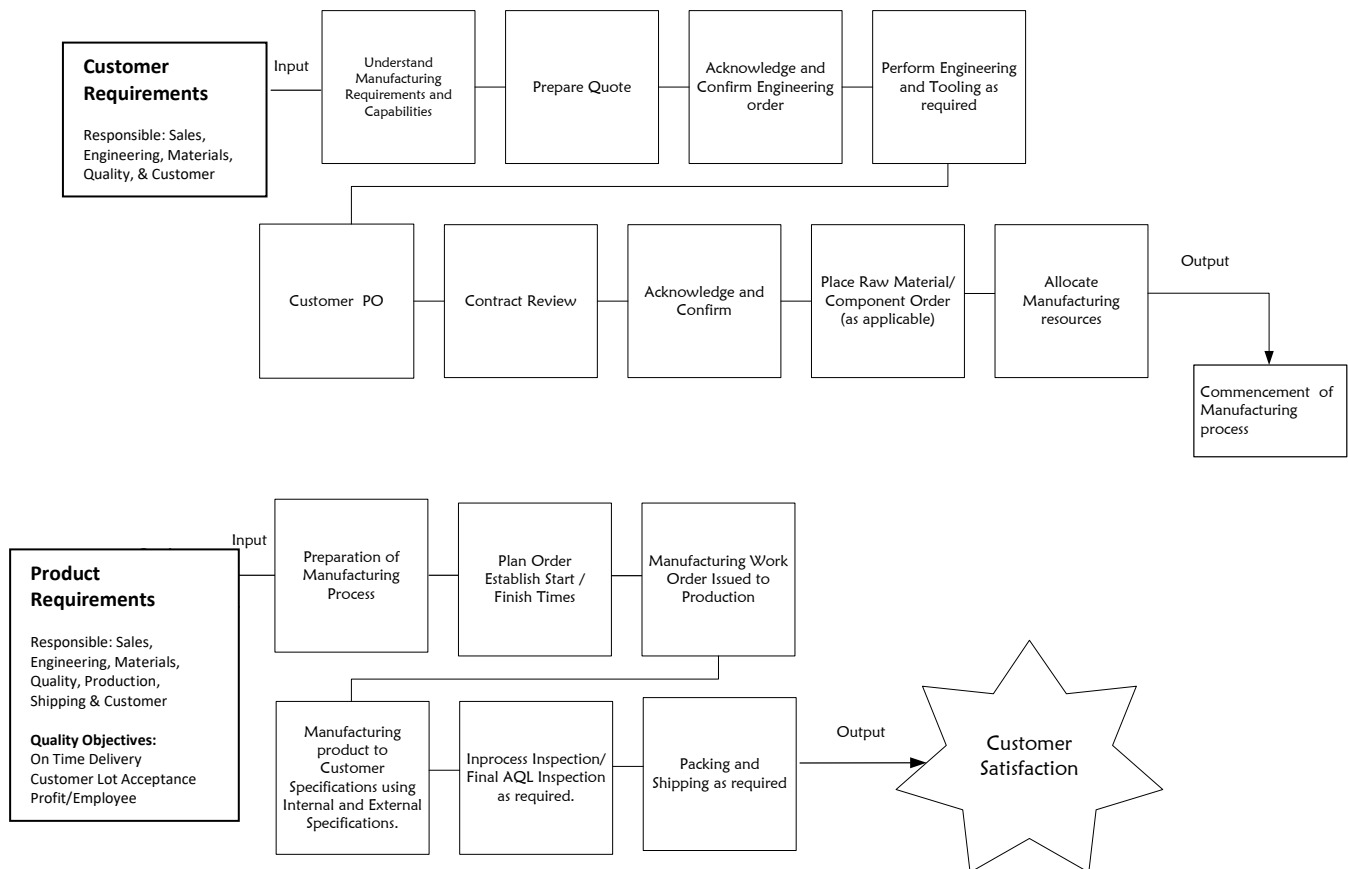 Customer
Requirements
Responsible: Sales,
Engineering, Materials,
Quality, & Customer
Input
Understand
Manufacturing
Requirements and
Capabilities
Prepare Quote
Acknowledge and
Confirm Engineering
order
Perform Engineering
and Tooling as
required
Customer PO
Contract Review
Acknowledge and
Confirm
Place Raw Material/
Component Order
(as applicable)
Allocate
Manufacturing
resources
Output
Commencement of
Manufacturing
process
Product
Requirements
Responsible: Sales,
Engineering, Materials,
Quality, Production,
Shipping & Customer
Quality Objectives:
On Time Delivery
Customer Lot Acceptance
Profit/Employee
Input
Preparation of
Manufacturing
Process
Plan Order
Establish Start /
Finish Times
Manufacturing Work
Order Issued to
Production
Manufacturing
product to
Customer
Specifications using
Internal and External
Specifications.
Inprocess Inspection/
Final AQL Inspection
as required.
Packing and
Shipping as required
Output
Customer
Satisfaction